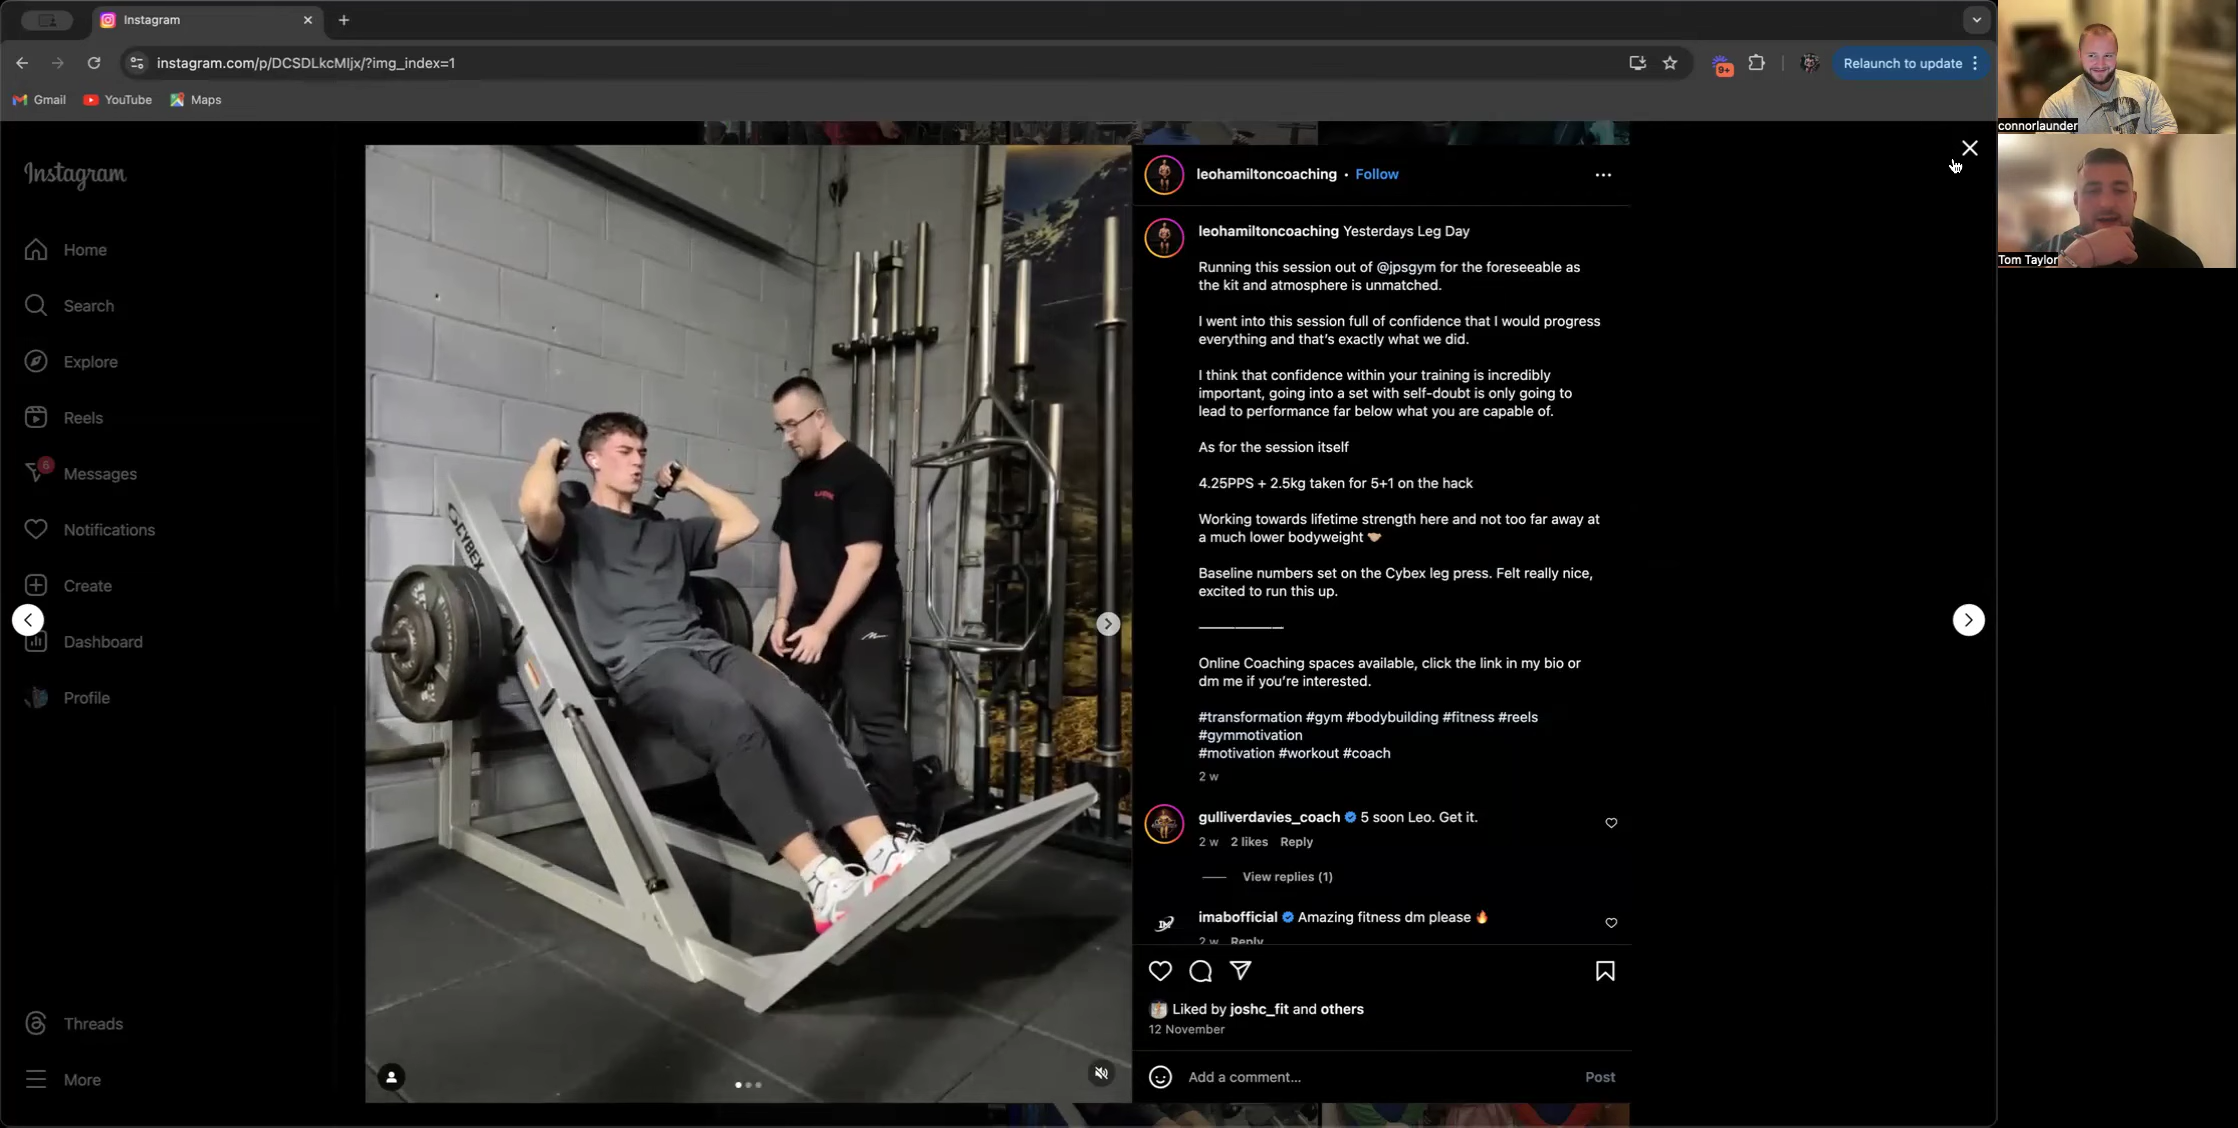 Instagram
instagram.com/p/DCSDLkcMljx/?img_index=1
9+
Relaunch to update
Gmail
YouTube
Maps
connorlaunder
Tom Taylor
Instagram
Home
Search
Explore
Reels
6
Messages
Notifications
Create
Dashboard
Profile
Threads
More
CYBEX
leohamiltoncoaching • Follow
leohamiltoncoaching Yesterdays Leg Day
Running this session out of @jpsgym for the foreseeable as
the kit and atmosphere is unmatched.
I went into this session full of confidence that I would progress
everything and that's exactly what we did.
I think that confidence within your training is incredibly
important, going into a set with self-doubt is only going to
lead to performance far below what you are capable of.
As for the session itself
4.25PPS + 2.5kg taken for 5+1 on the hack
Working towards lifetime strength here and not too far away at
a much lower bodyweight 🤝🏼
Baseline numbers set on the Cybex leg press. Felt really nice,
excited to run this up.
——————
Online Coaching spaces available, click the link in my bio or
dm me if you're interested.
#transformation #gym #bodybuilding #fitness #reels
#gymmotivation
#motivation #workout #coach
2 w
gulliverdavies_coach 5 soon Leo. Get it.
2 w 2 likes Reply
View replies (1)
imabofficial Amazing fitness dm please 🔥
2 w Reply
Liked by joshc_fit and others
12 November
Add a comment...
Post